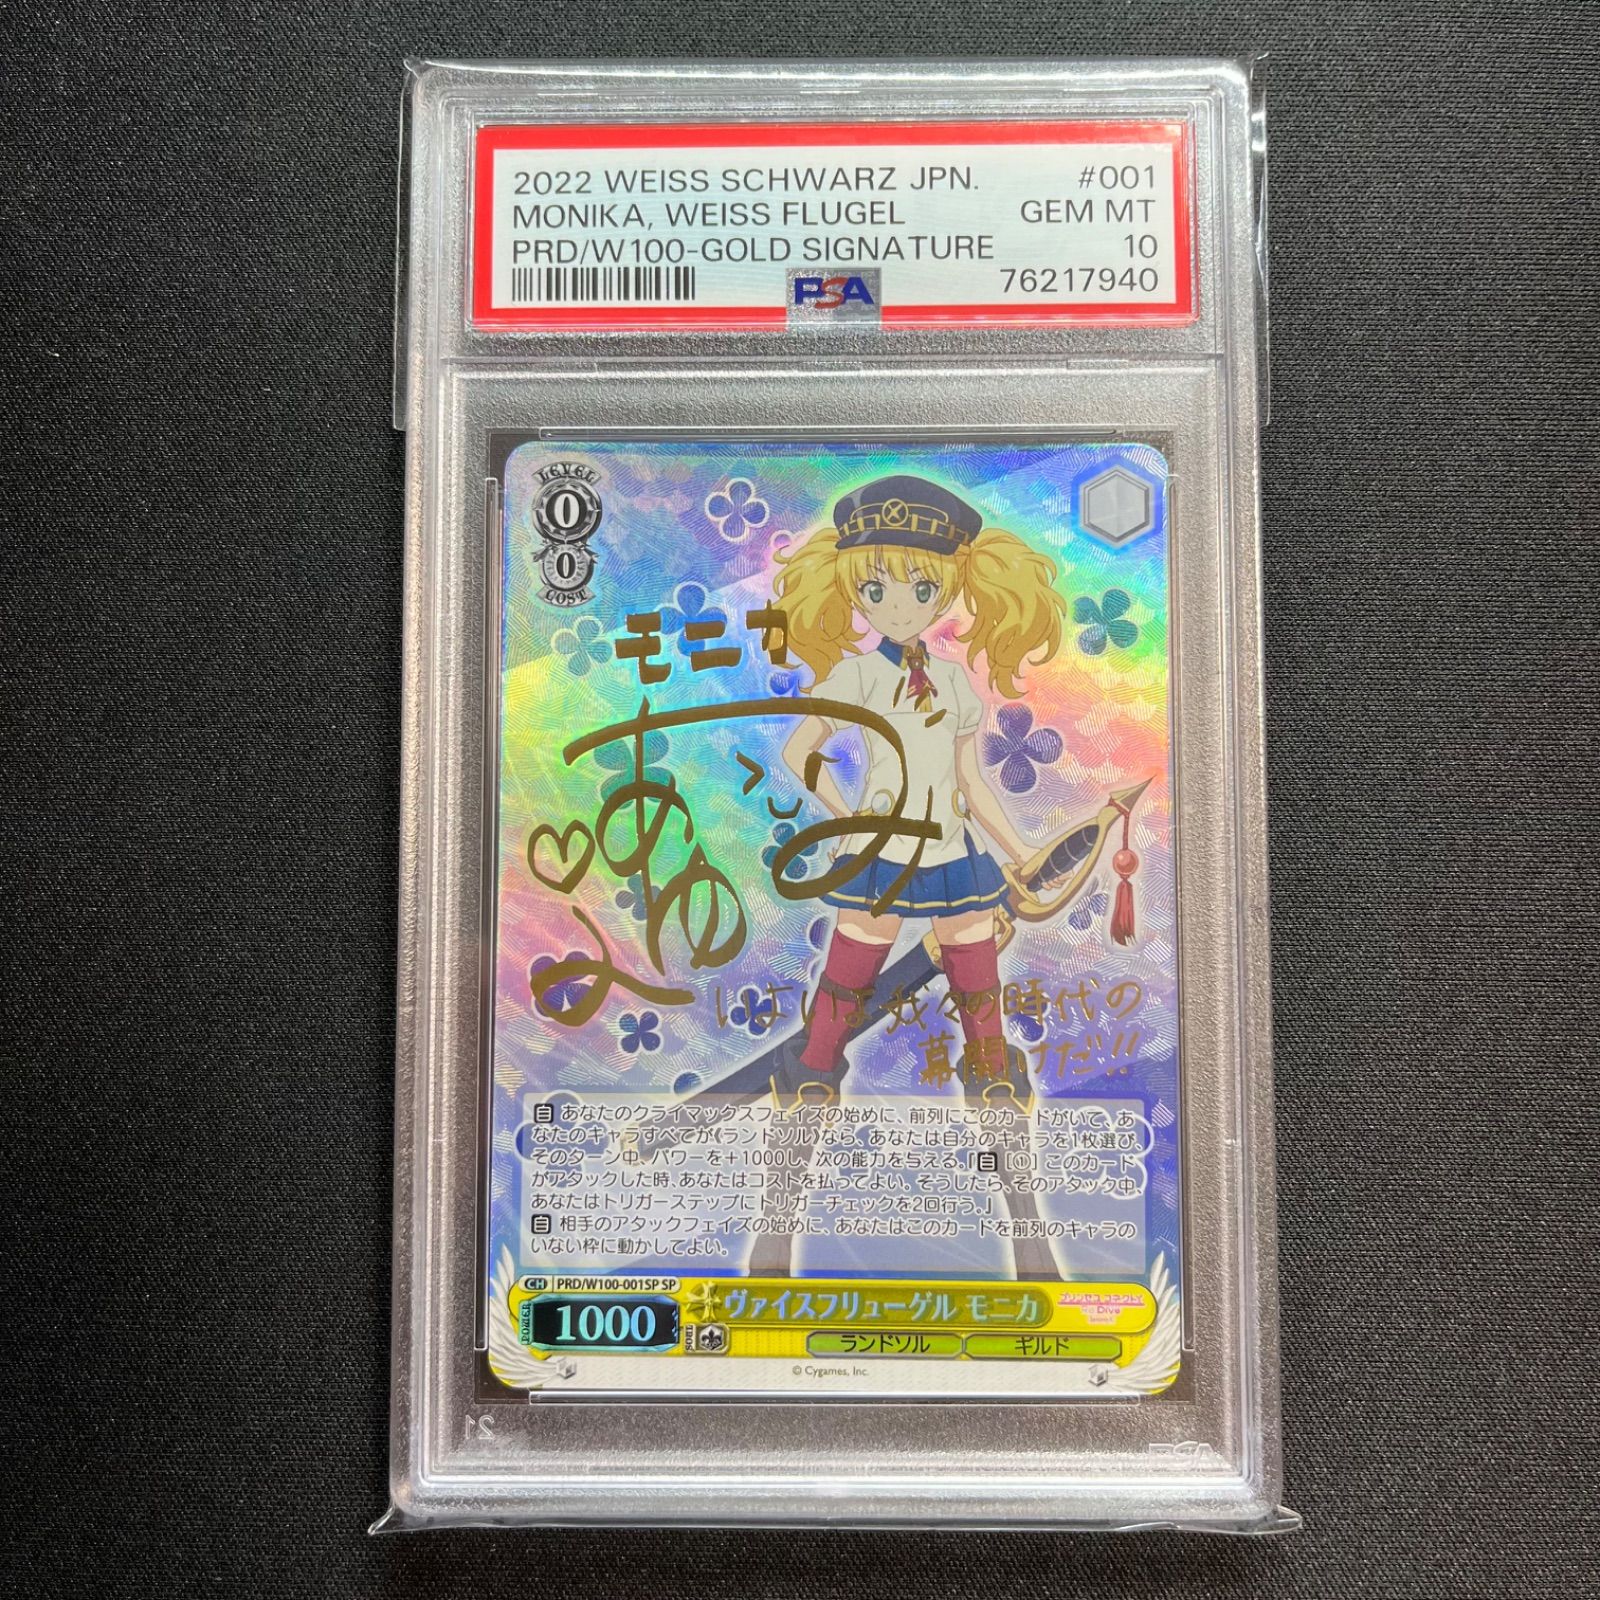 2022 WEISS SCHWARZ JPN. #001
MONIKA, WEISS FLUGEL GEM MT
PRD/W100-GOLD SIGNATURE 10
PSA 76217940
LEVEL
0
0
COST
モニカ
いよいよ我々の時代の
幕開けだ!!
自 あなたのクライマックスフェイズの始めに、前列にこのカードがいて、あ
なたのキャラすべてが《ランドソル》なら、あなたは自分のキャラを1枚選び、
そのターン中、パワーを+1000し、次の能力を与える。『自 [①] このカード
がアタックした時、あなたはコストを払ってよい。そうしたら、そのアタック中、
あなたはトリガーステップにトリガーチェックを2回行う。』
自 相手のアタックフェイズの始めに、あなたはこのカードを前列のキャラの
いない枠に動かしてよい。
CH PRD/W100-001SP SP
POWER 1000 SOUL ヴァイスフリューゲル モニカ
プリンセスコネクト! Re:Dive
ランドソル ギルド
© Cygames, Inc.